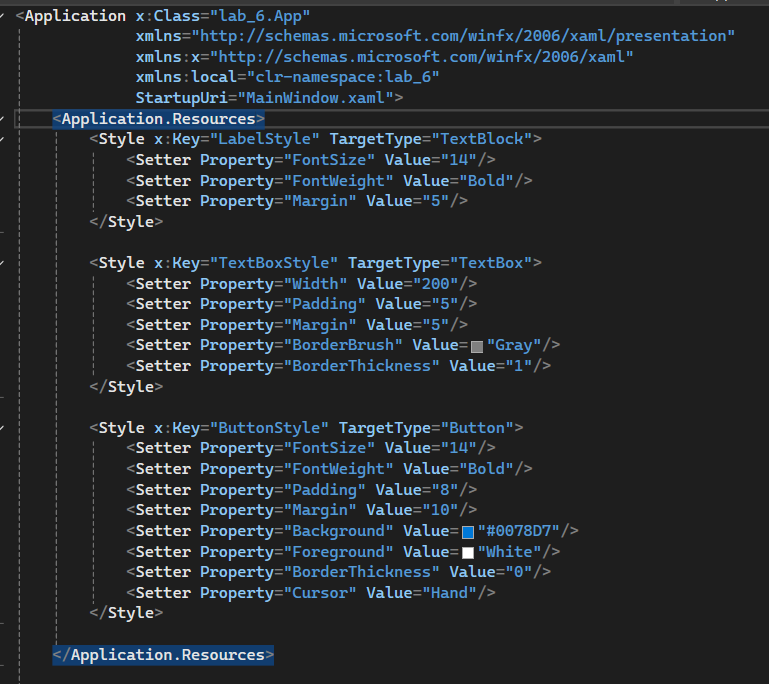 <Application x:Class="lab_6.App"
xmlns="http://schemas.microsoft.com/winfx/2006/xaml/presentation"
xmlns:x="http://schemas.microsoft.com/winfx/2006/xaml"
xmlns:local="clr-namespace:lab_6"
StartupUri="MainWindow.xaml">
<Application.Resources>
<Style x:Key="LabelStyle" TargetType="TextBlock">
<Setter Property="FontSize" Value="14"/>
<Setter Property="FontWeight" Value="Bold"/>
<Setter Property="Margin" Value="5"/>
</Style>
<Style x:Key="TextBoxStyle" TargetType="TextBox">
<Setter Property="Width" Value="200"/>
<Setter Property="Padding" Value="5"/>
<Setter Property="Margin" Value="5"/>
<Setter Property="BorderBrush" Value="Gray"/>
<Setter Property="BorderThickness" Value="1"/>
</Style>
<Style x:Key="ButtonStyle" TargetType="Button">
<Setter Property="FontSize" Value="14"/>
<Setter Property="FontWeight" Value="Bold"/>
<Setter Property="Padding" Value="8"/>
<Setter Property="Margin" Value="10"/>
<Setter Property="Background" Value="#0078D7"/>
<Setter Property="Foreground" Value="White"/>
<Setter Property="BorderThickness" Value="0"/>
<Setter Property="Cursor" Value="Hand"/>
</Style>
</Application.Resources>